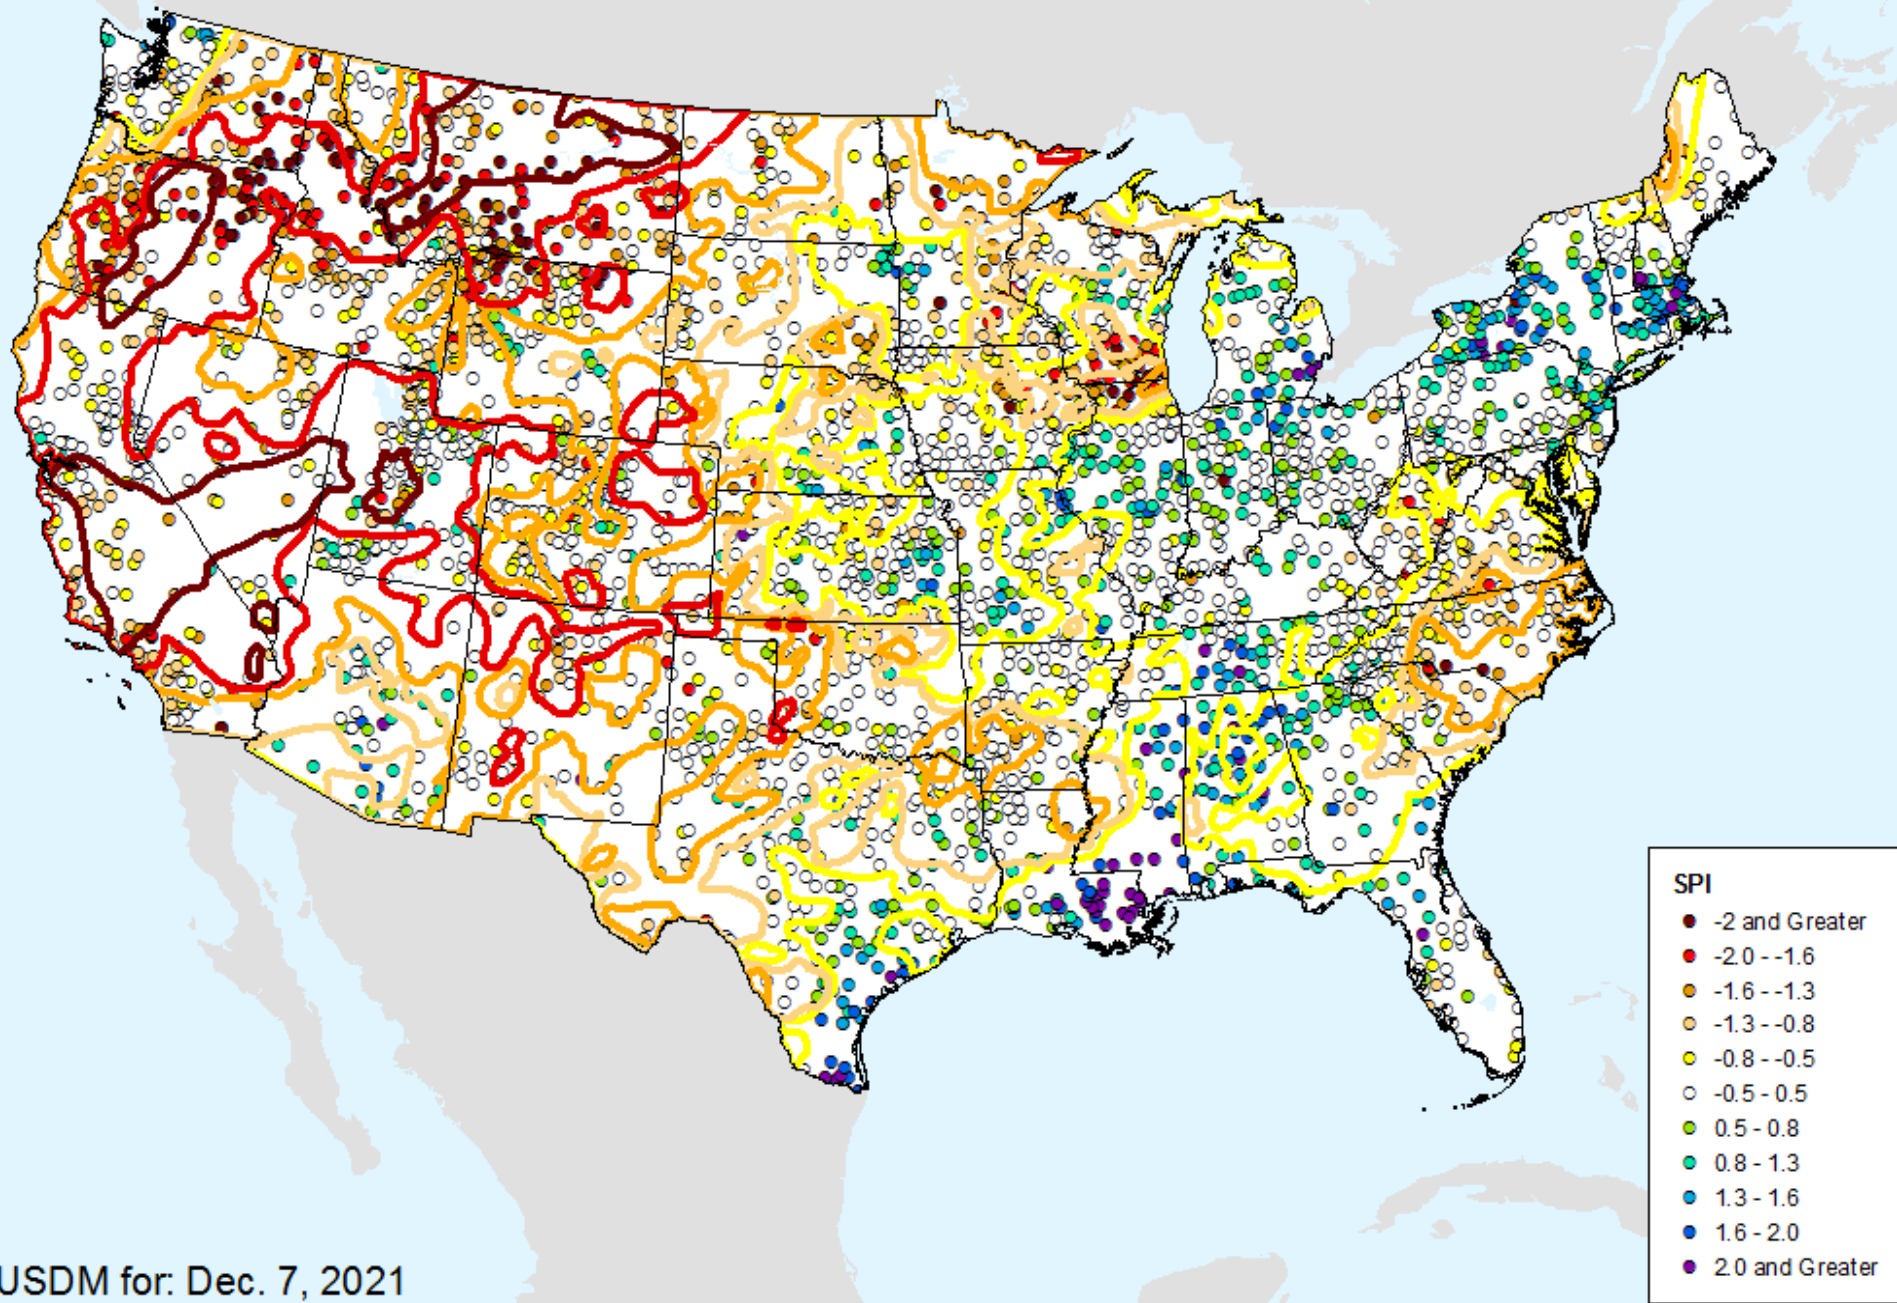 SPI
-2 and Greater
-2.0 - -1.6
-1.6 - -1.3
-1.3 - -0.8
-0.8 - -0.5
-0.5 - 0.5
0.5 - 0.8
0.8 - 1.3
1.3 - 1.6
1.6 - 2.0
2.0 and Greater
USDM for: Dec. 7, 2021